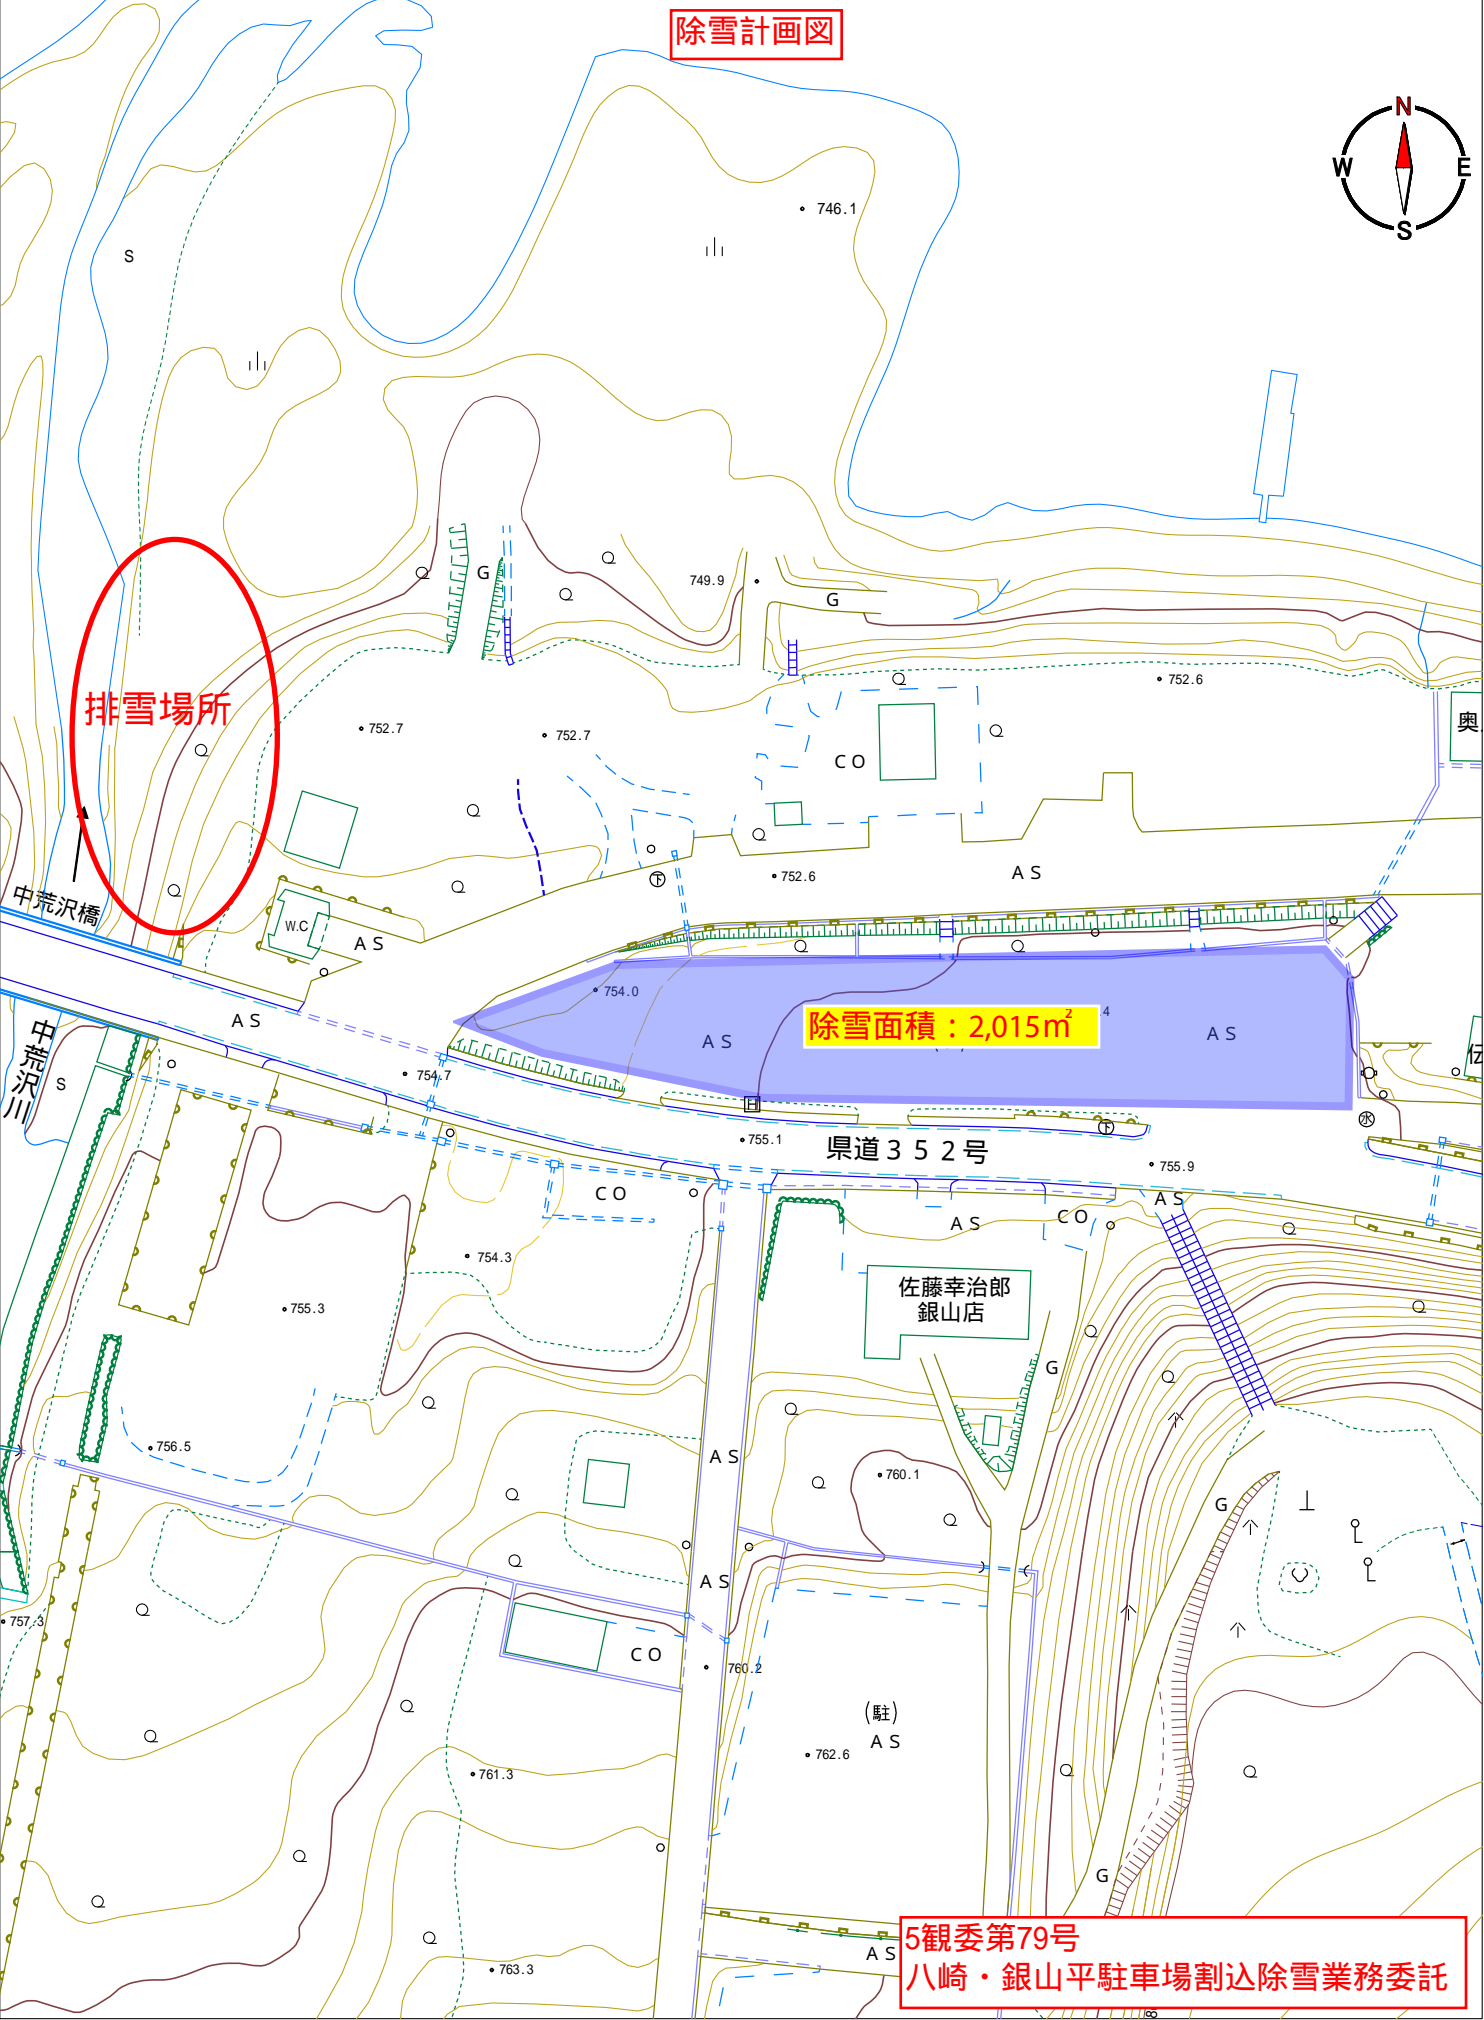 除雪計画図
N
W
E
S
746.1
S
749.9
G
G
752.6
排雪場所
752.7
752.7
奥
CO
中荒沢橋
752.6
AS
下
W.C
AS
754.0
除雪面積：2,015㎡
4
AS
AS
AS
中荒沢川
S
754.7
H
下
水
伝
755.1
県道３５２号
755.9
AS
CO
AS
CO
754.3
755.3
佐藤幸治郎
銀山店
G
756.5
AS
760.1
G
757.3
AS
CO
760.2
(駐)
AS
762.6
761.3
G
AS
763.3
5観委第79号
八崎・銀山平駐車場割込除雪業務委託